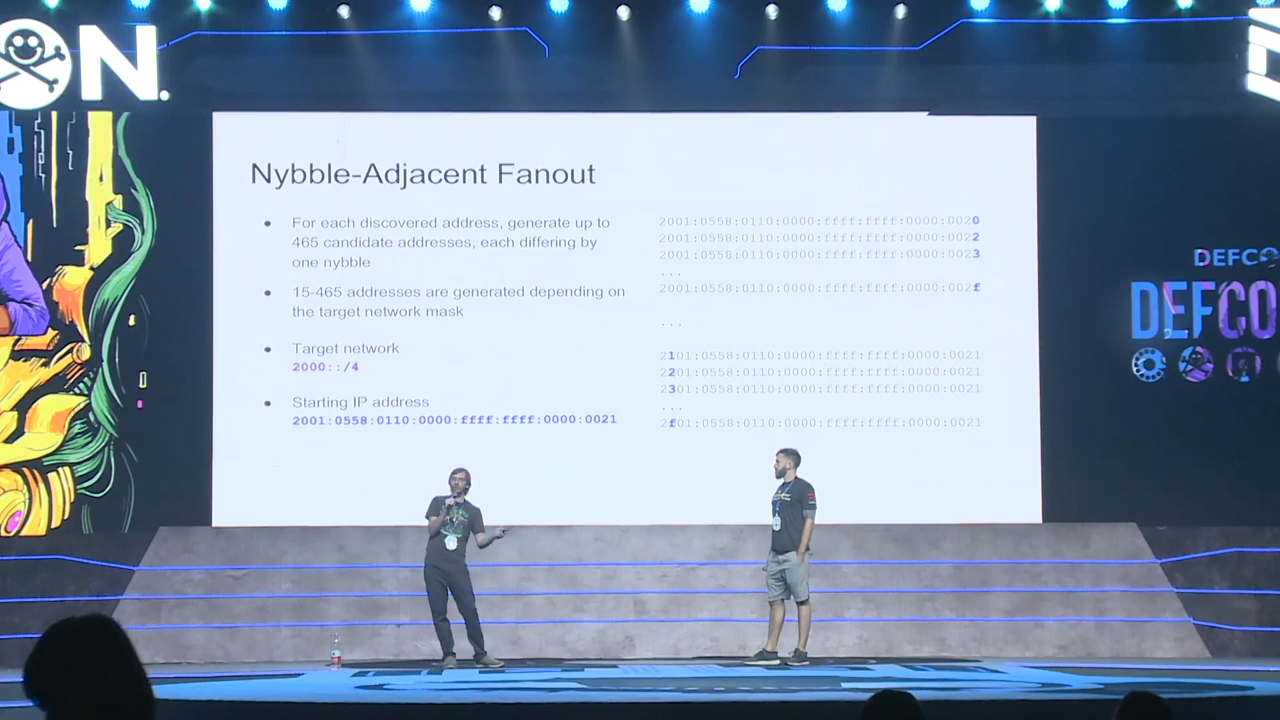 ON.
Nybble-Adjacent Fanout
For each discovered address, generate up to
465 candidate addresses, each differing by
one nybble
15-465 addresses are generated depending on
the target network mask
Target network
2000::/4
Starting IP address
2001:0558:0110:0000:ffff:ffff:0000:0021
2001:0558:0110:0000:ffff:ffff:0000:0020
2001:0558:0110:0000:ffff:ffff:0000:0022
2001:0558:0110:0000:ffff:ffff:0000:0023
...
2001:0558:0110:0000:ffff:ffff:0000:002f
...
2101:0558:0110:0000:ffff:ffff:0000:0021
2201:0558:0110:0000:ffff:ffff:0000:0021
2301:0558:0110:0000:ffff:ffff:0000:0021
...
2f01:0558:0110:0000:ffff:ffff:0000:0021
DEFCO
DEFCO